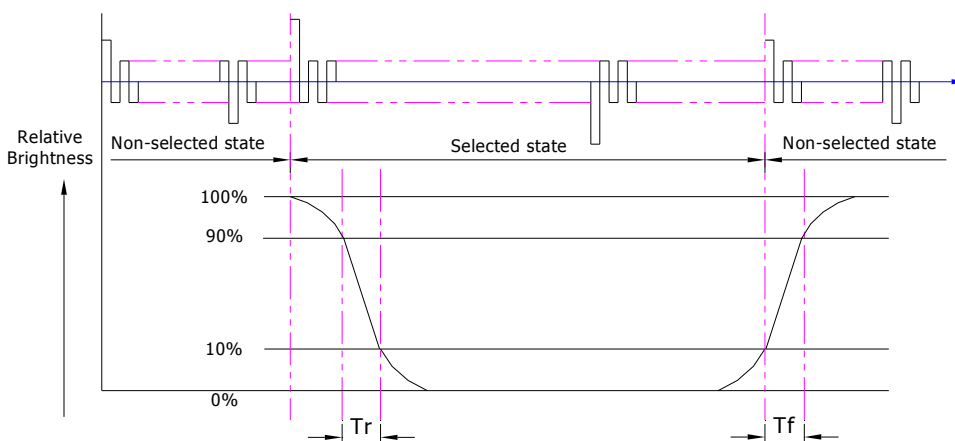 Relative
Brightness
Non-selected state
Selected state
Non-selected state
100%
90%
10%
0%
Tr
Tf